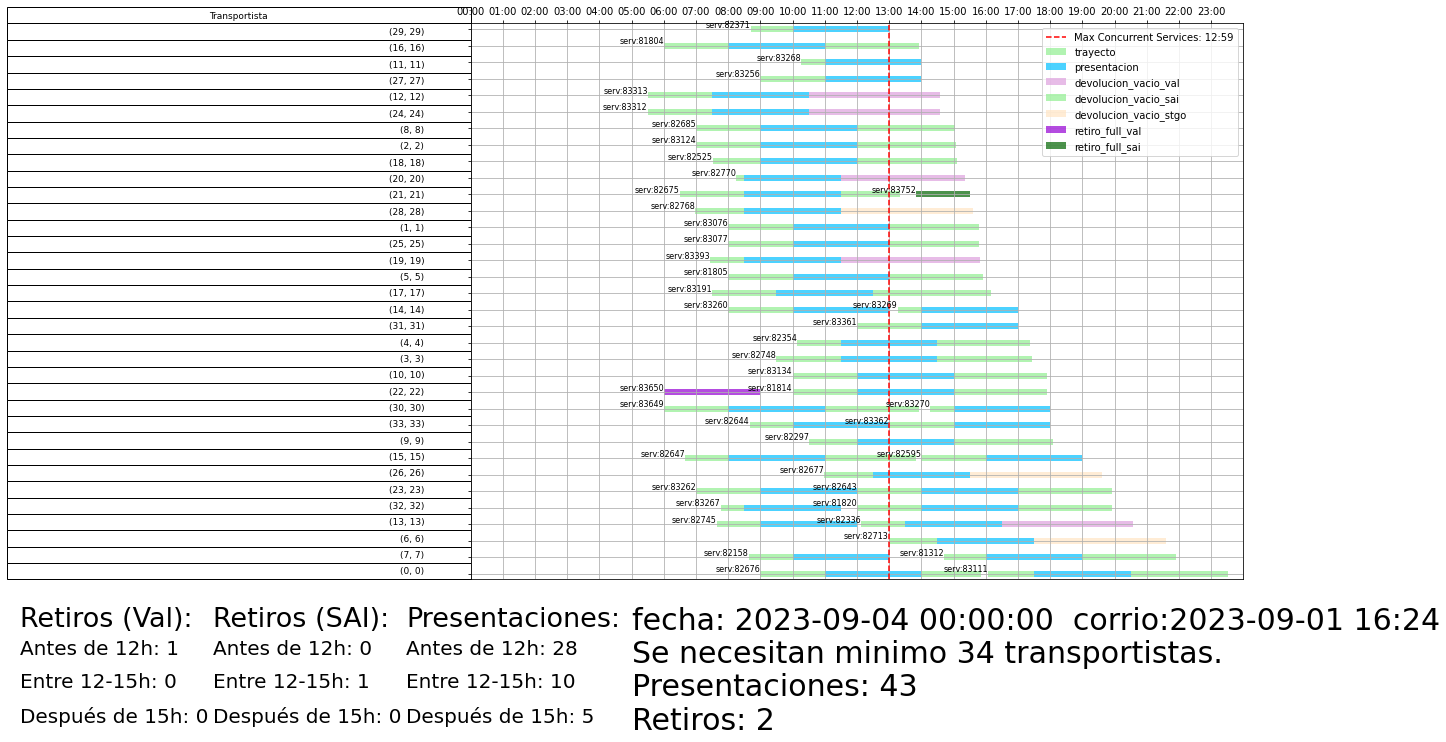 Transportista 00:00 01:00 02:00 03:00 04:00 05:00 06:00 07:00 08:00 09:00 10:00 11:00 12:00 13:00 14:00 15:00 16:00 17:00 18:00 19:00 20:00 21:00 22:00 23:00
(29, 29) serv:82371
(16, 16) serv:81804
(11, 11) serv:83268
(27, 27) serv:83256
(12, 12) serv:83313
(24, 24) serv:83312
(8, 8) serv:82685
(2, 2) serv:83124
(18, 18) serv:82525
(20, 20) serv:82770
(21, 21) serv:82675 serv:83752
(28, 28) serv:82768
(1, 1) serv:83076
(25, 25) serv:83077
(19, 19) serv:83393
(5, 5) serv:81805
(17, 17) serv:83191
(14, 14) serv:83260 serv:83269
(31, 31) serv:83361
(4, 4) serv:82354
(3, 3) serv:82748
(10, 10) serv:83134
(22, 22) serv:83650 serv:81814
(30, 30) serv:83649 serv:83270
(33, 33) serv:82644 serv:83362
(9, 9) serv:82297
(15, 15) serv:82647 serv:82595
(26, 26) serv:82677
(23, 23) serv:83262 serv:82643
(32, 32) serv:83267 serv:81820
(13, 13) serv:82745 serv:82336
(6, 6) serv:82713
(7, 7) serv:82158 serv:81312
(0, 0) serv:82676 serv:83111
Max Concurrent Services: 12:59
trayecto
presentacion
devolucion_vacio_val
devolucion_vacio_sai
devolucion_vacio_stgo
retiro_full_val
retiro_full_sai
Retiros (Val):
Antes de 12h: 1
Entre 12-15h: 0
Después de 15h: 0
Retiros (SAI):
Antes de 12h: 0
Entre 12-15h: 1
Después de 15h: 0
Presentaciones:
Antes de 12h: 28
Entre 12-15h: 10
Después de 15h: 5
fecha: 2023-09-04 00:00:00 corrio:2023-09-01 16:24
Se necesitan minimo 34 transportistas.
Presentaciones: 43
Retiros: 2